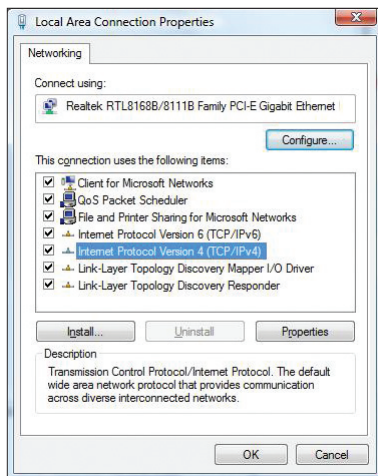 Local Area Connection Properties
Networking
Connect using:
Realtek RTL8168B/8111B Family PCI-E Gigabit Ethernet
Configure...
This connection uses the following items:
Client for Microsoft Networks
QoS Packet Scheduler
File and Printer Sharing for Microsoft Networks
Internet Protocol Version 6 (TCP/IPv6)
Internet Protocol Version 4 (TCP/IPv4)
Link-Layer Topology Discovery Mapper I/O Driver
Link-Layer Topology Discovery Responder
Install... Uninstall Properties
Description
Transmission Control Protocol/Internet Protocol. The default
wide area network protocol that provides communication
across diverse interconnected networks.
OK Cancel